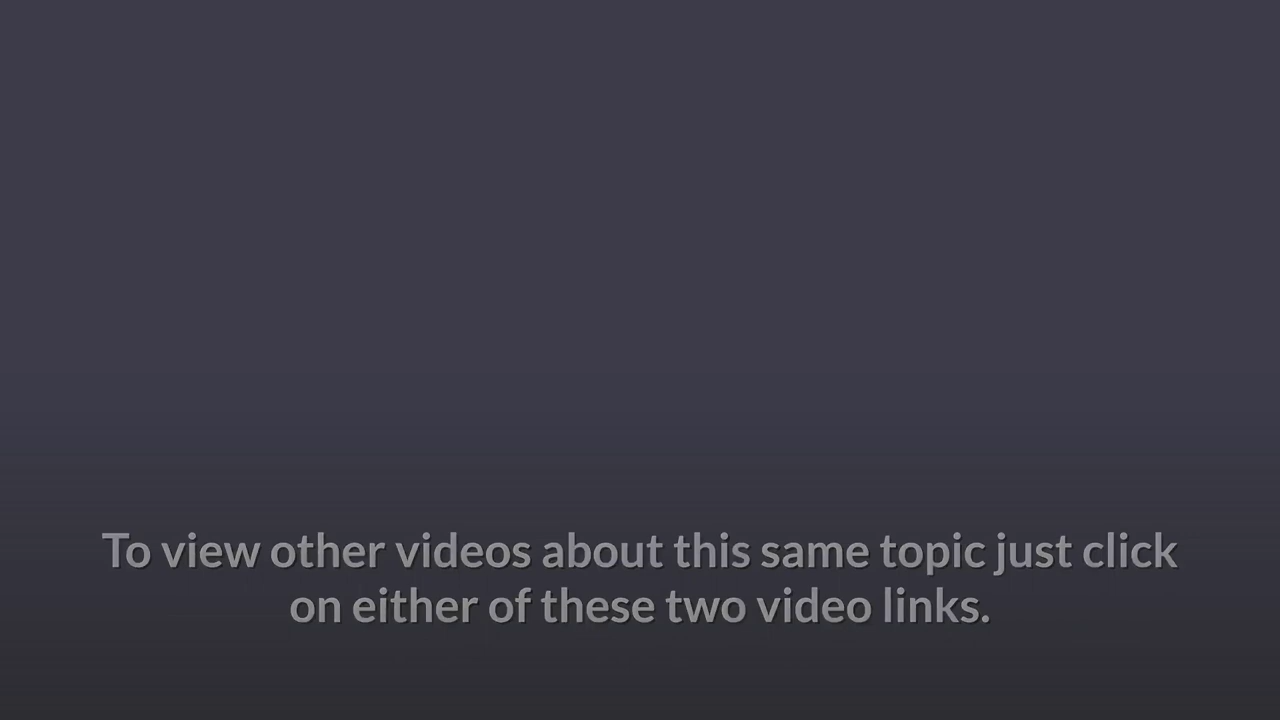 To view other videos about this same topic just click
on either of these two video links.